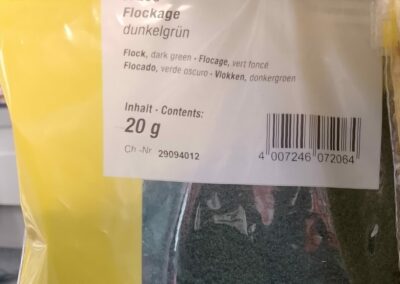 Flockage
dunkelgrün
Flock, dark green · Flocage, vert foncé
Flocado, verde oscuro · Vlokken, donkergroen
Inhalt · Contents:
20 g
Ch -Nr 29094012
4 007246 072064